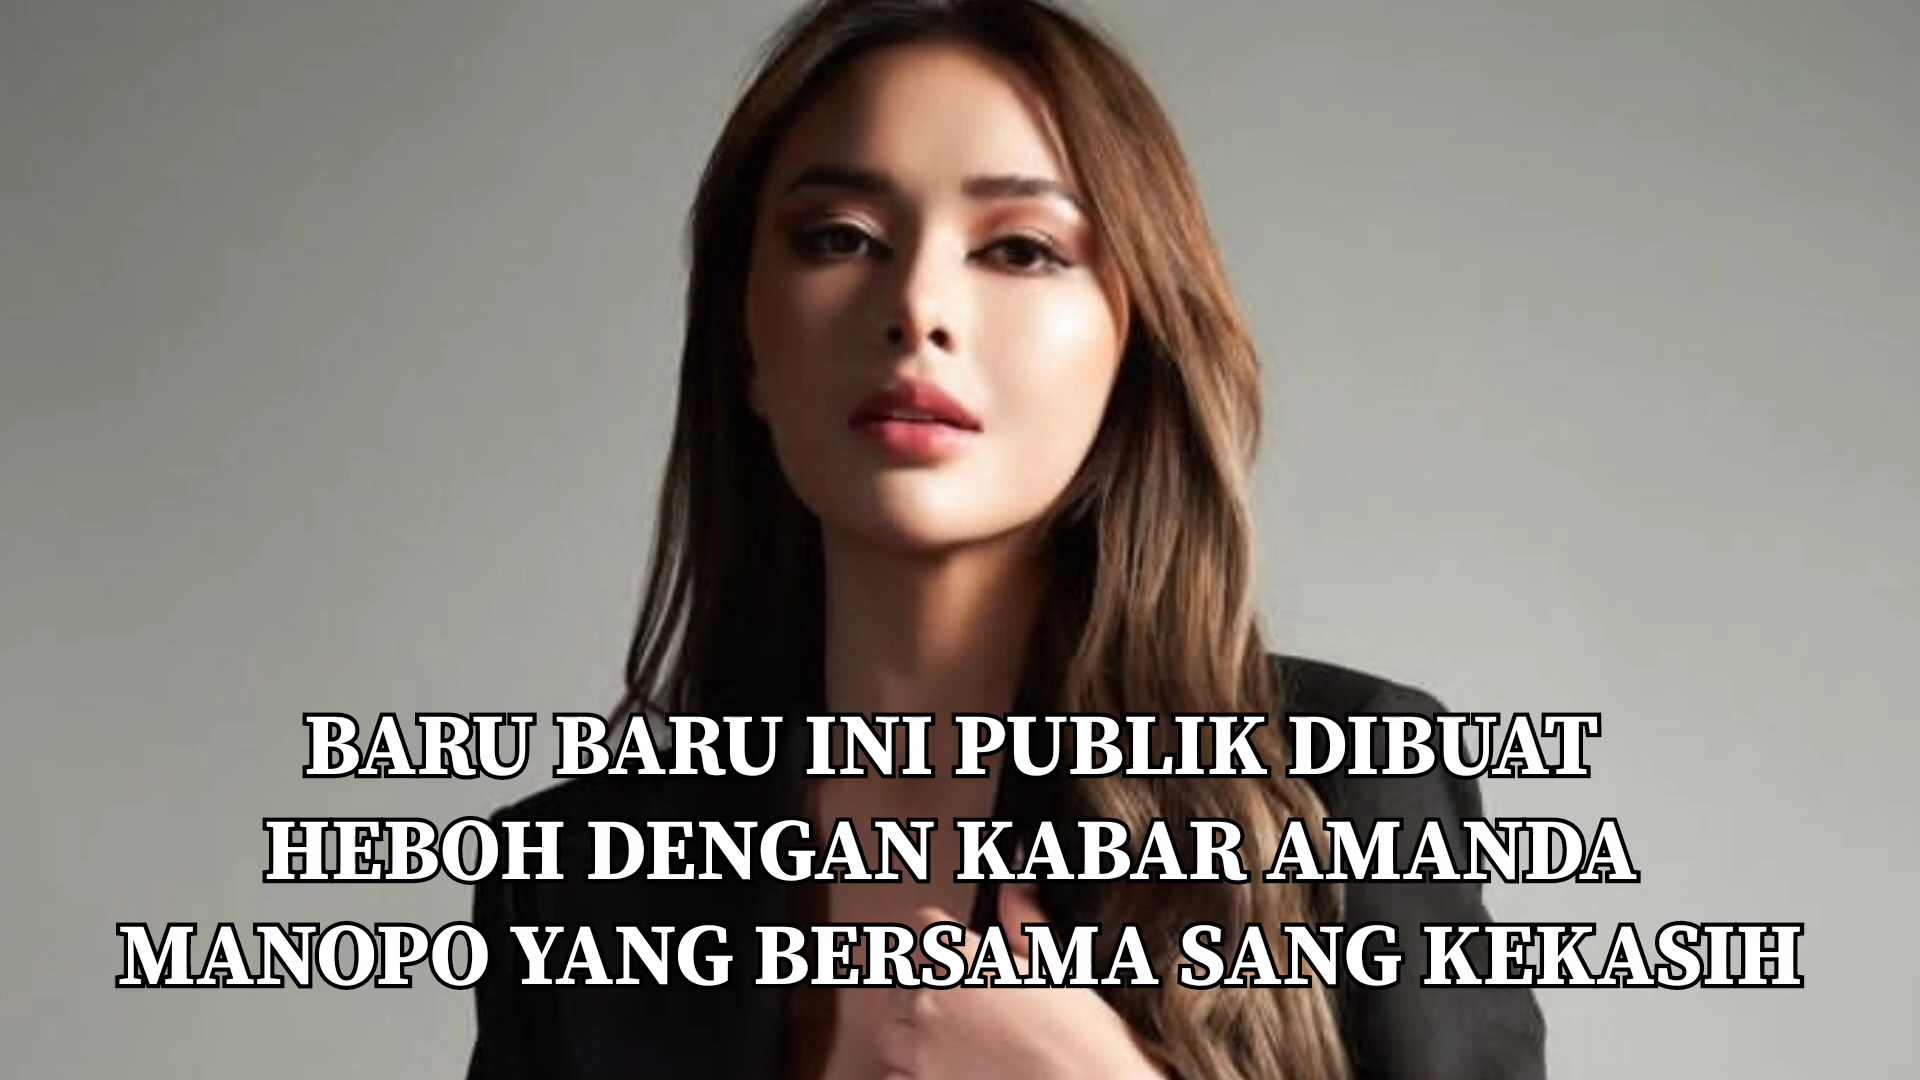 BARU BARU INI PUBLIK DIBUAT
HEBOH DENGAN KABAR AMANDA
MANOPO YANG BERSAMA SANG KEKASIH